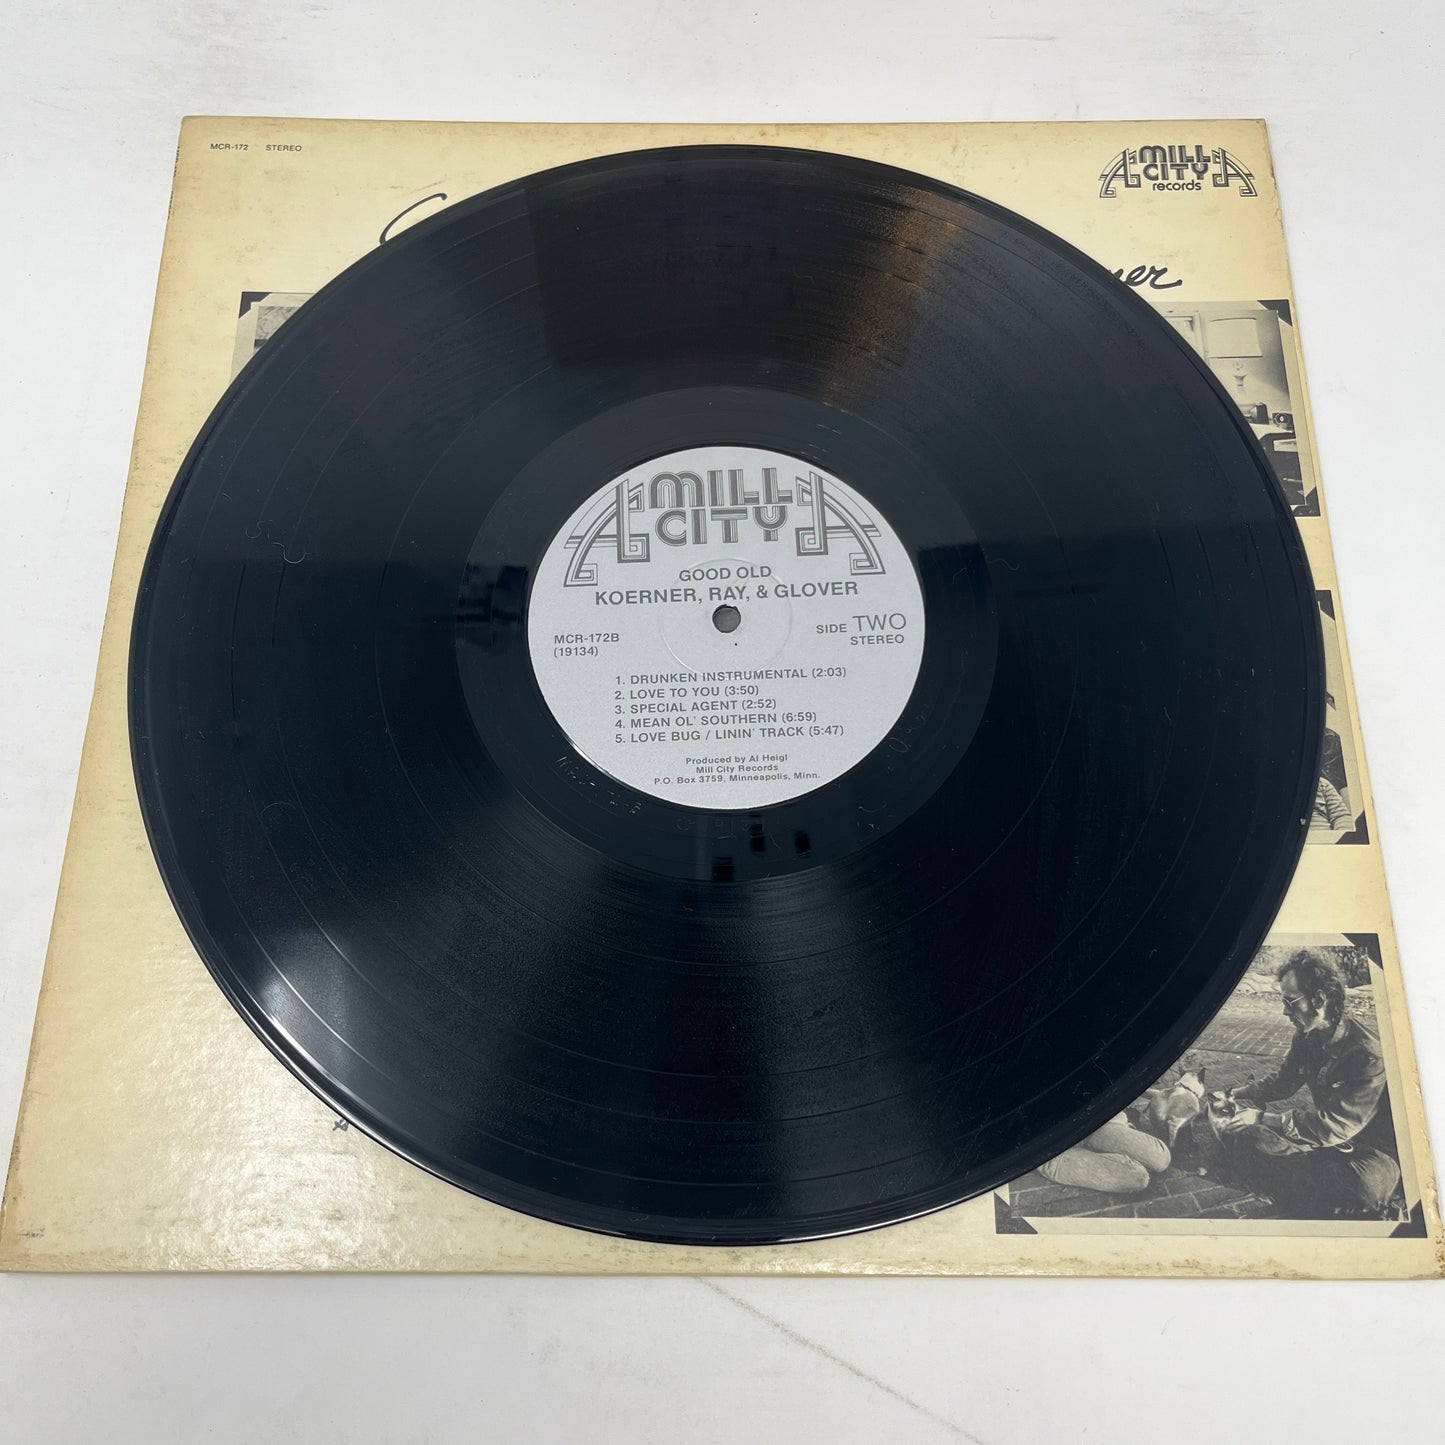 MCR-172 STEREO
MILL
CITY
records
MILL
CITY
GOOD OLD
KOERNER, RAY, & GLOVER
MCR-172B
(19134)
SIDE TWO
STEREO
1. DRUNKEN INSTRUMENTAL (2:03)
2. LOVE TO YOU (3:50)
3. SPECIAL AGENT (2:52)
4. MEAN OL' SOUTHERN (6:59)
5. LOVE BUG / LININ' TRACK (5:47)
Produced by Al Heigl
Mill City Records
P.O. Box 3759, Minneapolis, Minn.